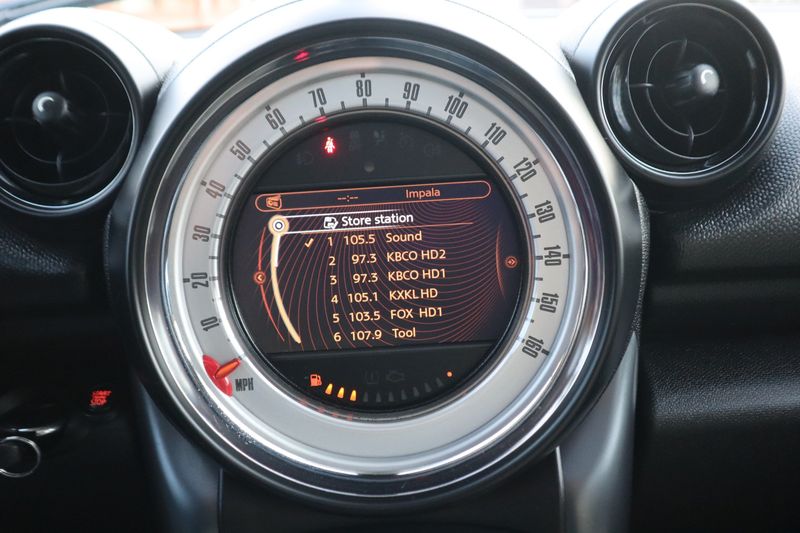 10 20 30 40 50 60 70 80 90 100 110 120 130 140 150 160
MPH
--:-- Impala
Store station
1 105.5 Sound
2 97.3 KBCO HD2
3 97.3 KBCO HD1
4 105.1 KXKL HD
5 103.5 FOX HD1
6 107.9 Tool
START
STOP